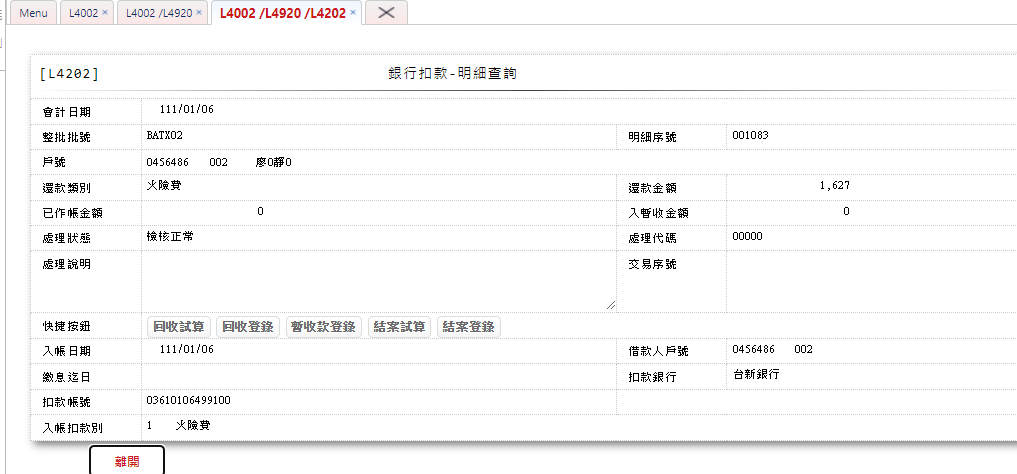 Menu L4002 × L4002 /L4920 × L4002 /L4920 /L4202 ×
[L4202] 銀行扣款-明細查詢
會計日期 111/01/06
整批批號 BATX02 明細序號 001083
戶號 0456486 002 廖0靜0
還款類別 火險費 還款金額 1,627
已作帳金額 0 入暫收金額 0
處理狀態 檢核正常 處理代碼 00000
處理說明 交易序號
快捷按鈕 回收試算 回收登錄 暫收款登錄 結案試算 結案登錄
入帳日期 111/01/06 借款人戶號 0456486 002
繳息迄日 扣款銀行 台新銀行
扣款帳號 03610106499100
入帳扣款別 1 火險費
離開